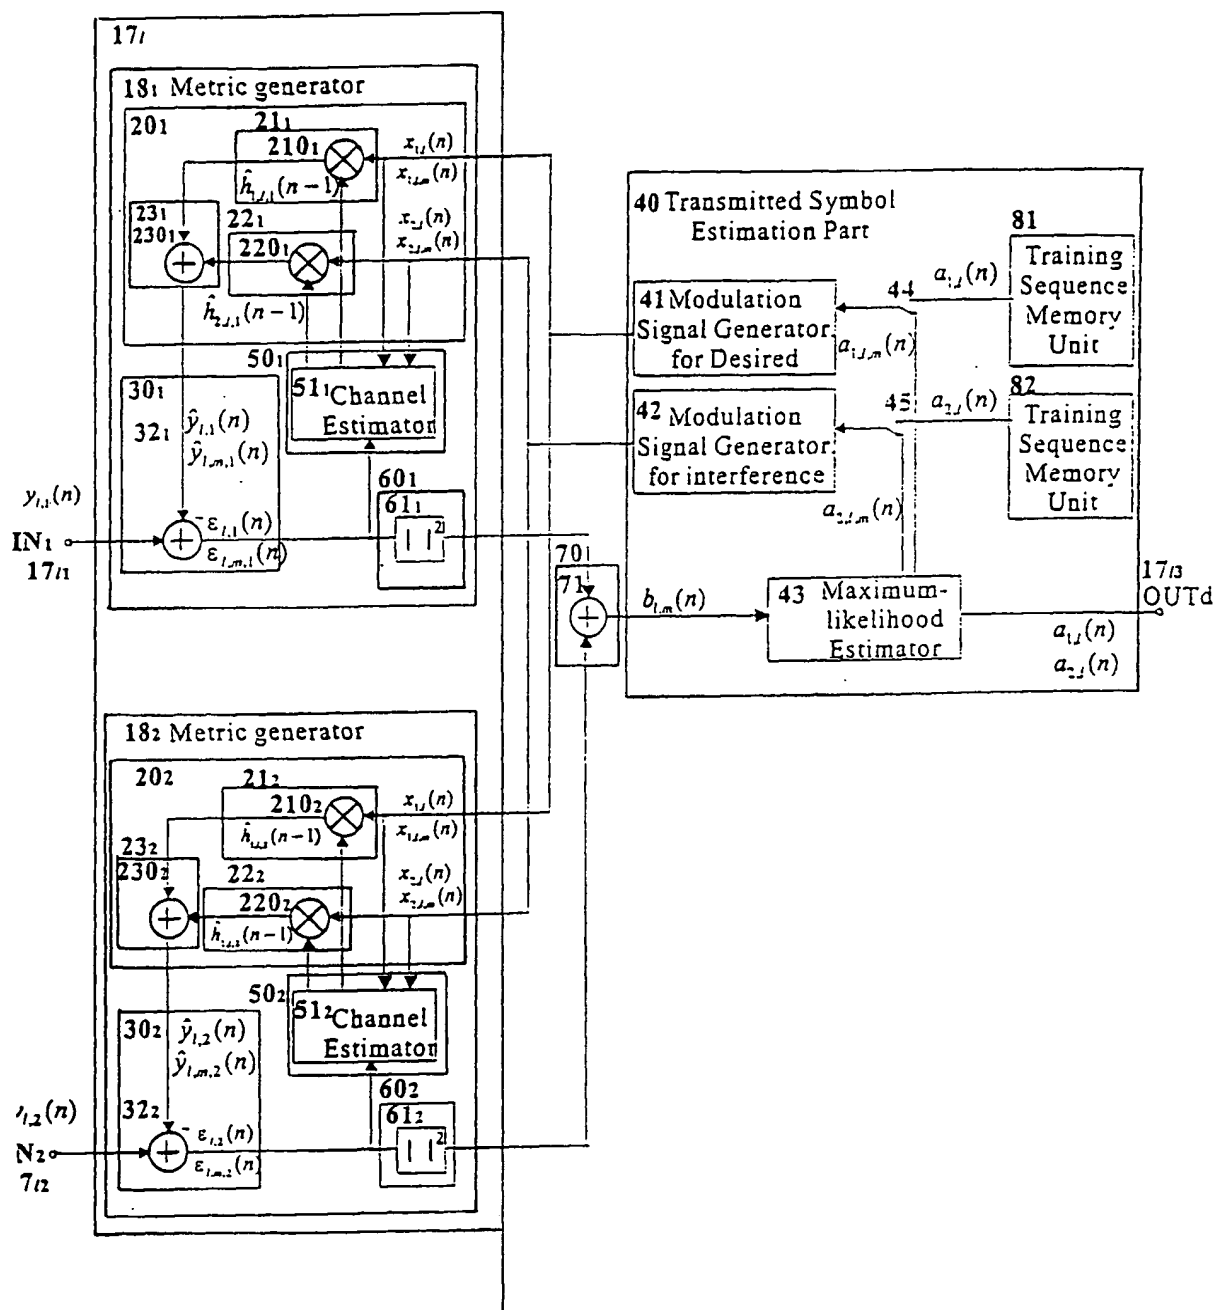 17l
18₁ Metric generator
20₁
21₁
210₁
x₁,ₗ(n)
x₁,ₗ,ₘ(n)
ĥ₁,ₗ,₁(n−1)
23₁
230₁
22₁
220₁
x₂,ₗ(n)
x₂,ₗ,ₘ(n)
ĥ₂,ₗ,₁(n−1)
50₁
51₁ Channel
Estimator
30₁
32₁
ŷₗ,₁(n)
ŷₗ,ₘ,₁(n)
60₁
61₁
| |²
yₗ,₁(n)
IN₁
17l1
- εₗ,₁(n)
εₗ,ₘ,₁(n)
40 Transmitted Symbol
Estimation Part
81
Training
Sequence
Memory
Unit
a₁,ₗ(n)
44
41 Modulation
Signal Generator
for Desired
a₁,ₗ,ₘ(n)
82
Training
Sequence
Memory
Unit
a₂,ₗ(n)
45
42 Modulation
Signal Generator
for interference
a₂,ₗ,ₘ(n)
70₁
71
bₗ,ₘ(n)
43 Maximum-
likelihood
Estimator
17l3
OUTd
a₁,ₗ(n)
a₂,ₗ(n)
18₂ Metric generator
20₂
21₂
210₂
x₁,ₗ(n)
x₁,ₗ,ₘ(n)
23₂
230₂
22₂
220₂
x₂,ₗ(n)
x₂,ₗ,ₘ(n)
50₂
51₂ Channel
Estimator
30₂
32₂
ŷₗ,₂(n)
ŷₗ,ₘ,₂(n)
60₂
61₂
| |²
ₗ,₂(n)
N₂
7l2
- εₗ,₂(n)
εₗ,ₘ,₂(n)